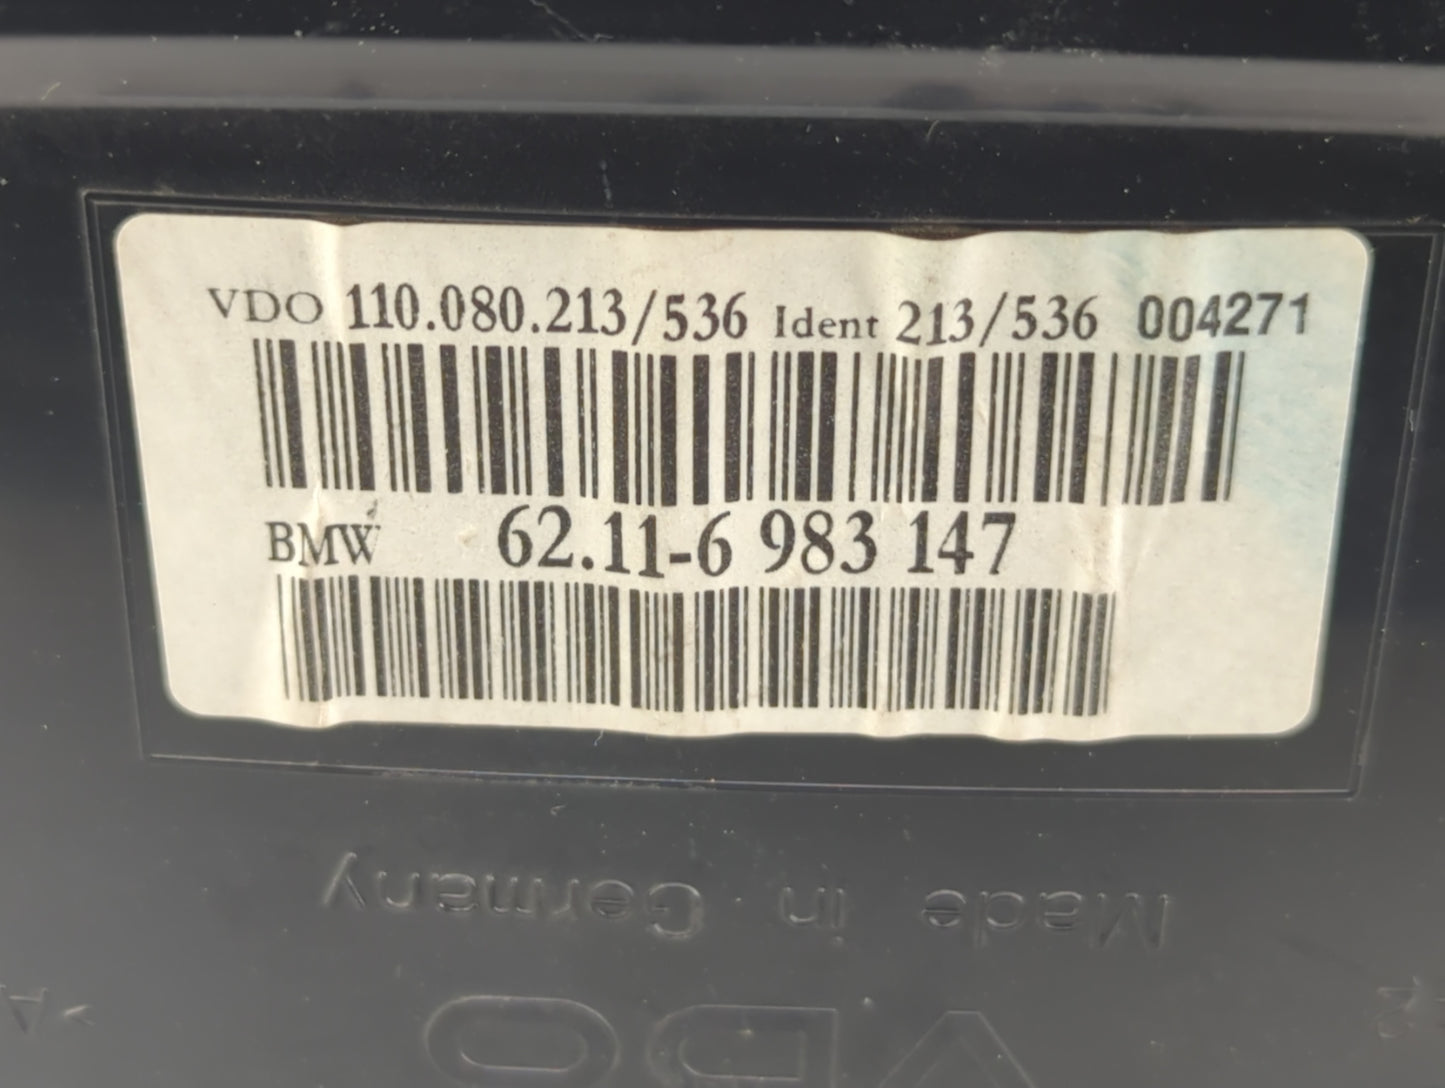 VDO 110.080.213/536 Ident 213/536 004271
BMW 62.11-6 983 147
Made in Germany
VDO